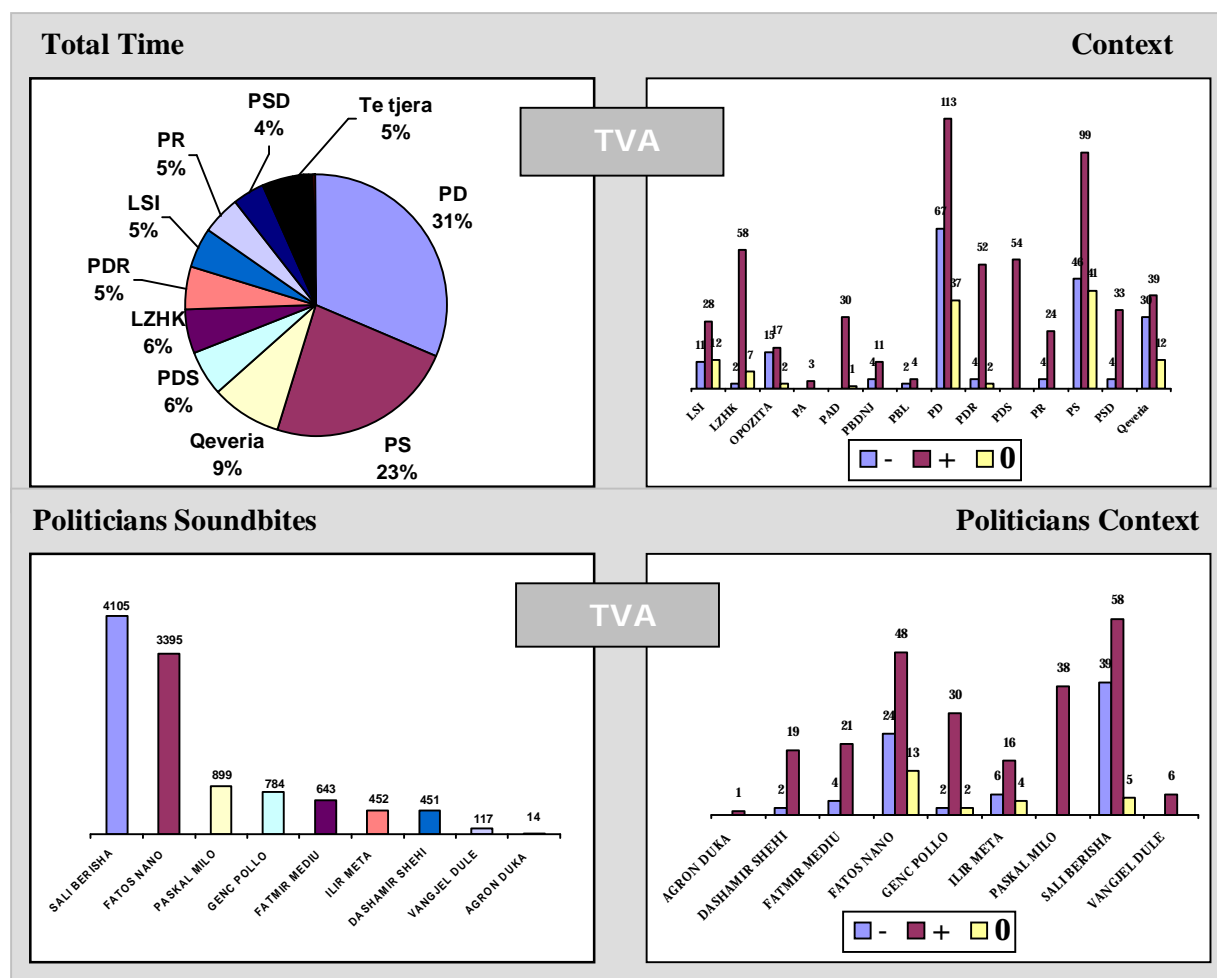 Total Time
Context
TVA
PSD
4%
Te tjera
5%
PR
5%
LSI
5%
PDR
5%
LZHK
6%
PDS
6%
Qeveria
9%
PS
23%
PD
31%
11 28 12
2 58 7
15 17 2
3
30 1
4 11
2 4
67 113 37
4 52 2
54
4 24
46 99 41
4 33
30 39 12
LSI LZHK OPOZITA PA PAD PBDNJ PBL PD PDR PDS PR PS PSD Qeveria
- + 0
Politicians Soundbites
Politicians Context
TVA
4105 3395 899 784 643 452 451 117 14
SALI BERISHA
FATOS NANO
PASKAL MILO
GENC POLLO
FATMIR MEDIU
ILIR META
DASHAMIR SHEHI
VANGJEL DULE
AGRON DUKA
1
2 19
4 21
24 48 13
2 30 2
6 16 4
38
39 58 5
6
AGRON DUKA
DASHAMIR SHEHI
FATMIR MEDIU
FATOS NANO
GENC POLLO
ILIR META
PASKAL MILO
SALI BERISHA
VANGJEL DULE
- + 0